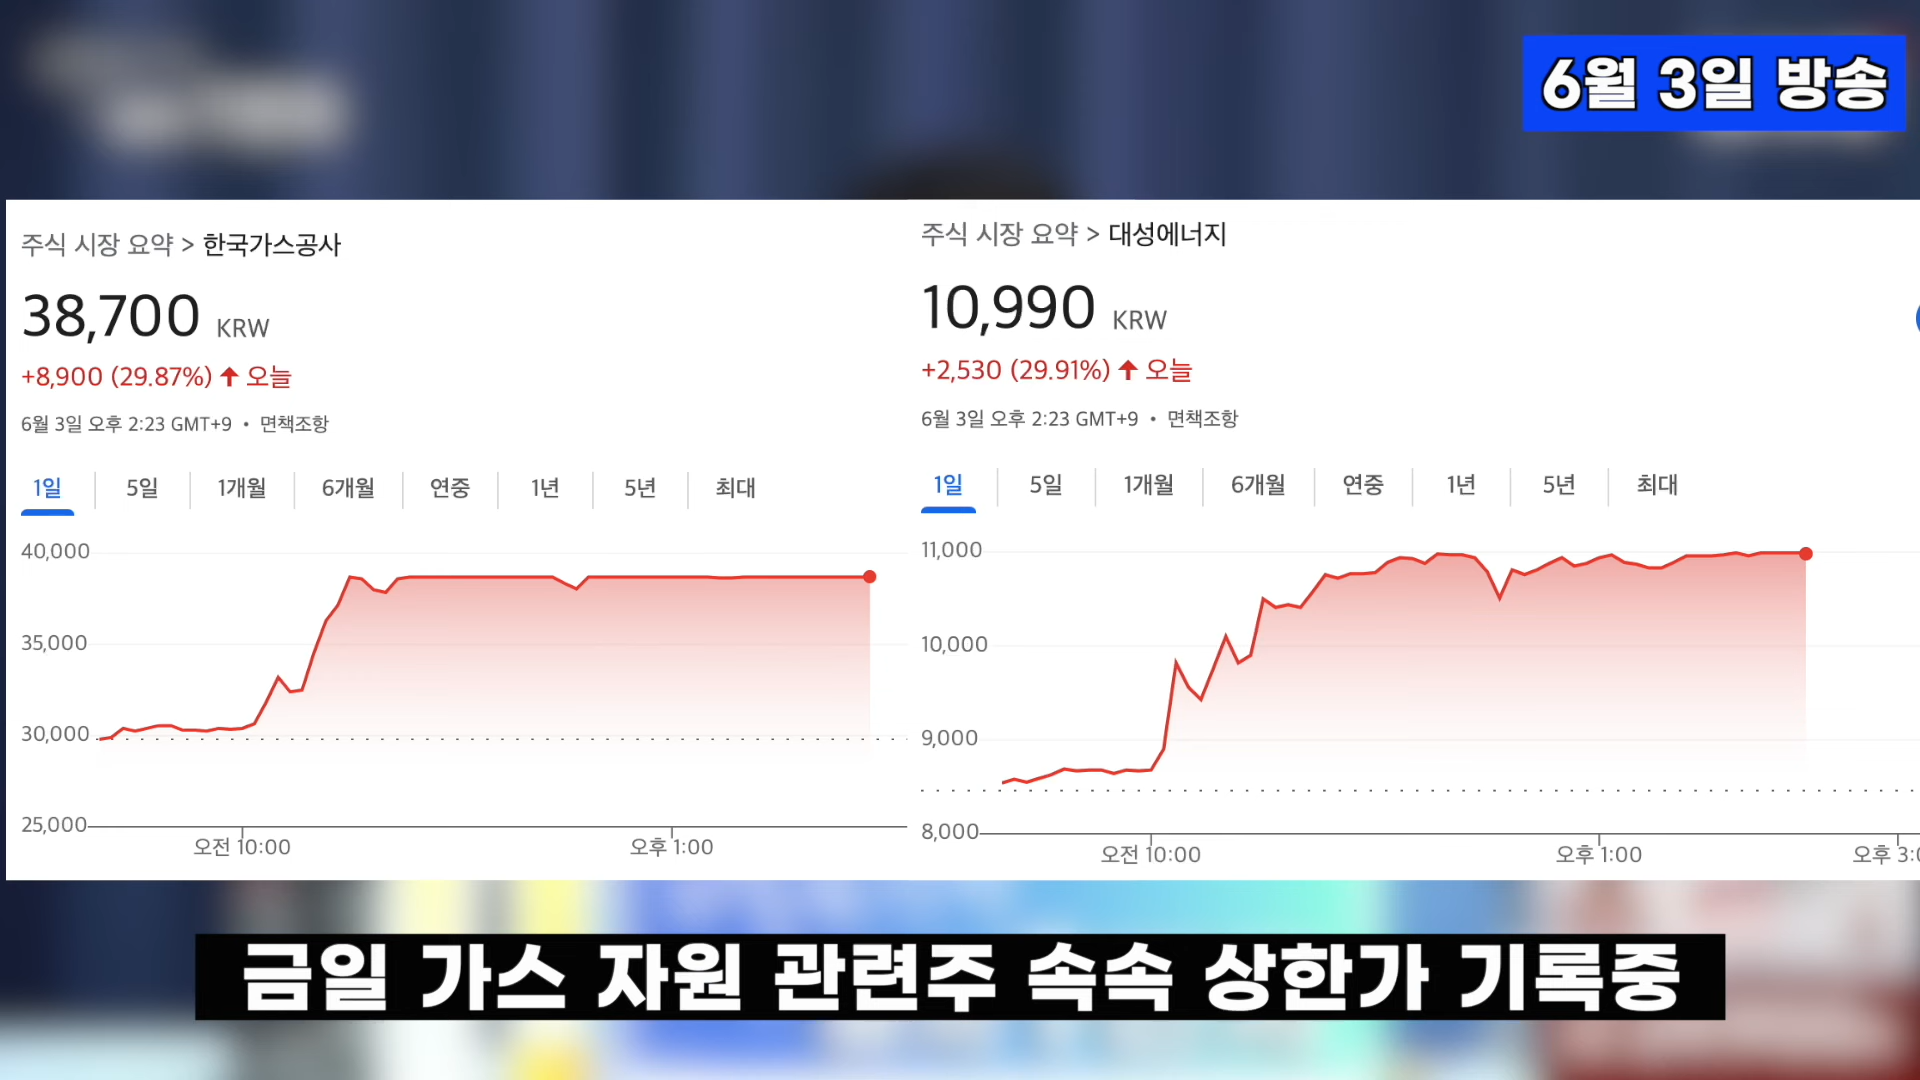 6월 3일 방송
주식 시장 요약 > 한국가스공사
38,700 KRW
+8,900 (29.87%) ↑ 오늘
6월 3일 오후 2:23 GMT+9 • 면책조항
1일 5일 1개월 6개월 연중 1년 5년 최대
40,000
35,000
30,000
25,000
오전 10:00 오후 1:00
주식 시장 요약 > 대성에너지
10,990 KRW
+2,530 (29.91%) ↑ 오늘
6월 3일 오후 2:23 GMT+9 • 면책조항
1일 5일 1개월 6개월 연중 1년 5년 최대
11,000
10,000
9,000
8,000
오전 10:00 오후 1:00 오후 3:0
금일 가스 자원 관련주 속속 상한가 기록중